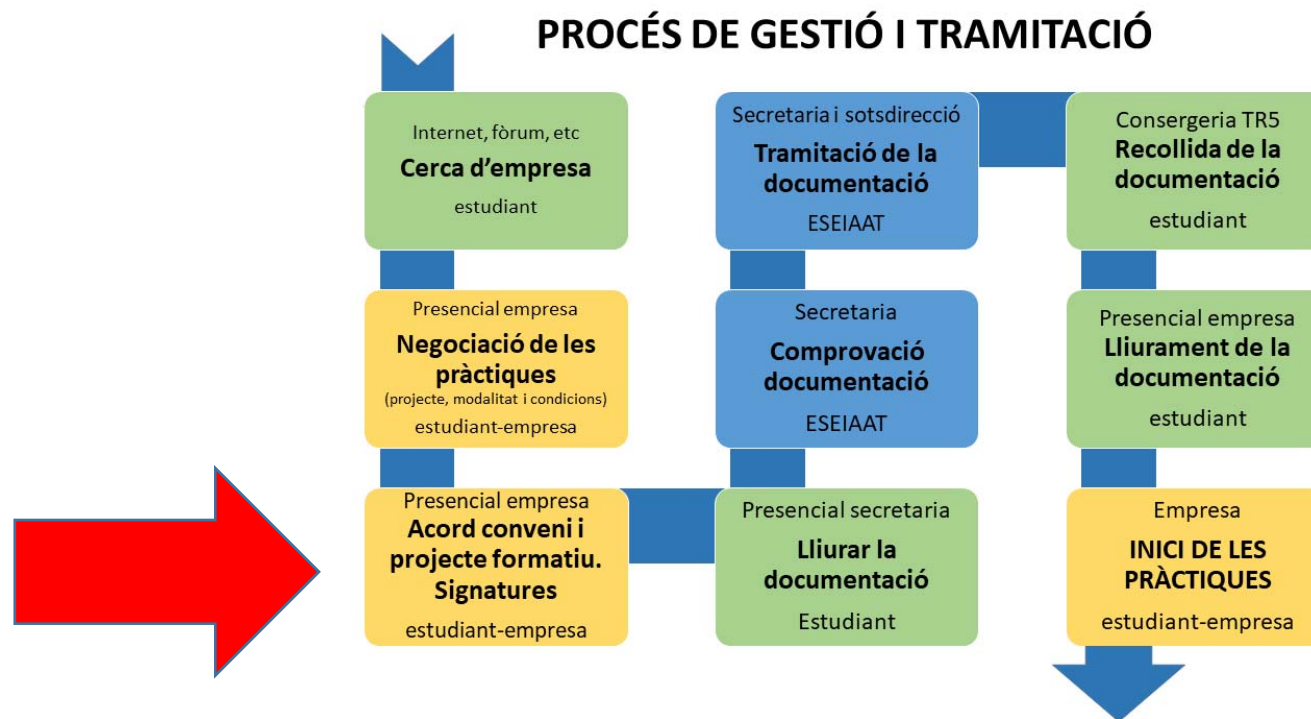 PROCÉS DE GESTIÓ I TRAMITACIÓ
Internet, fòrum, etc
Cerca d'empresa
estudiant
Presencial empresa
Negociació de les
pràctiques
(projecte, modalitat i condicions)
estudiant-empresa
Presencial empresa
Acord conveni i
projecte formatiu.
Signatures
estudiant-empresa
Presencial secretaria
Lliurar la
documentació
Estudiant
Secretaria
Comprovació
documentació
ESEIAAT
Secretaria i sotsdirecció
Tramitació de la
documentació
ESEIAAT
Consergeria TR5
Recollida de la
documentació
estudiant
Presencial empresa
Lliurament de la
documentació
estudiant
Empresa
INICI DE LES
PRÀCTIQUES
estudiant-empresa